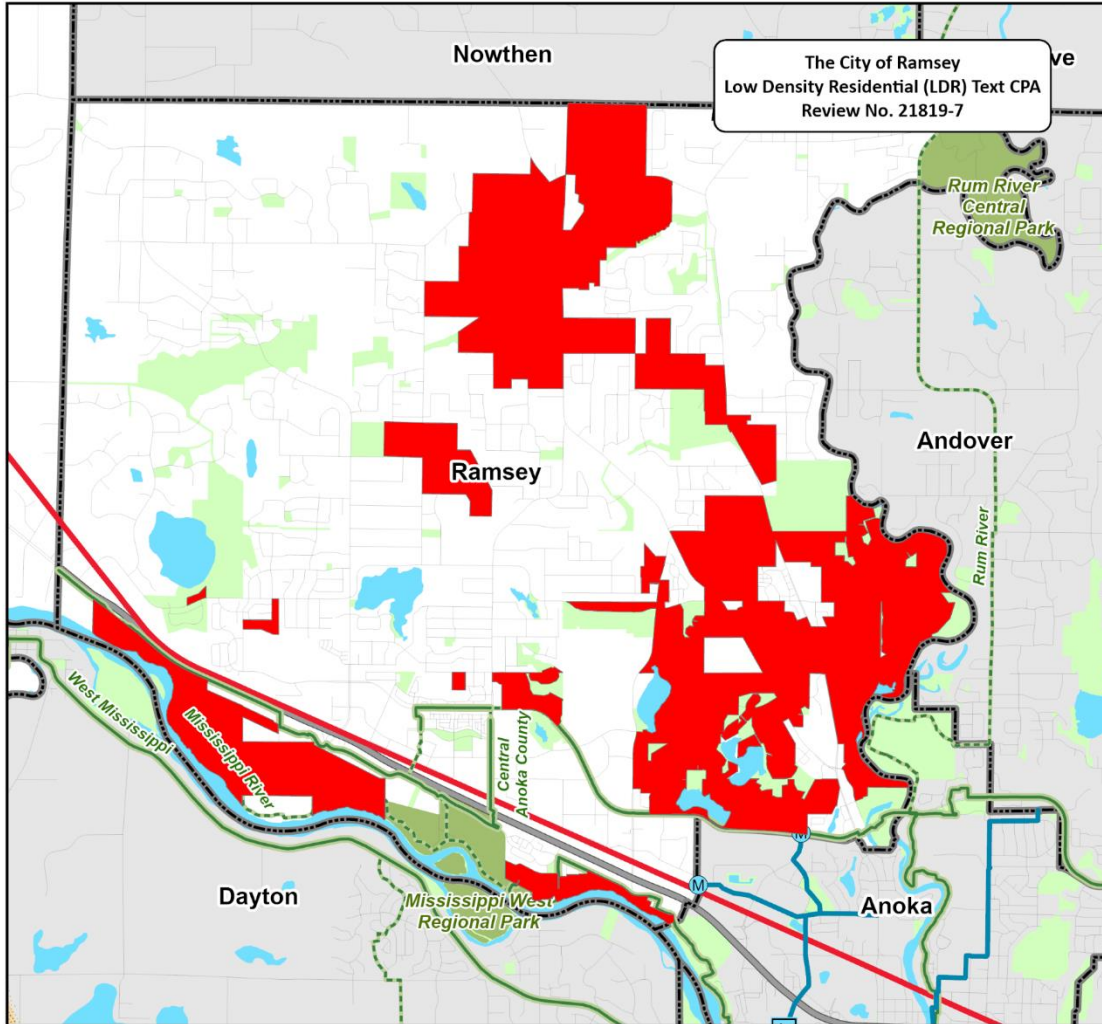 Nowthen
ve
The City of Ramsey
Low Density Residential (LDR) Text CPA
Review No. 21819-7
Rum River
Central
Regional Park
Andover
Ramsey
Rum River
West Mississippi
Mississippi River
Central
Anoka County
M
M
Dayton
Mississippi West
Regional Park
Anoka